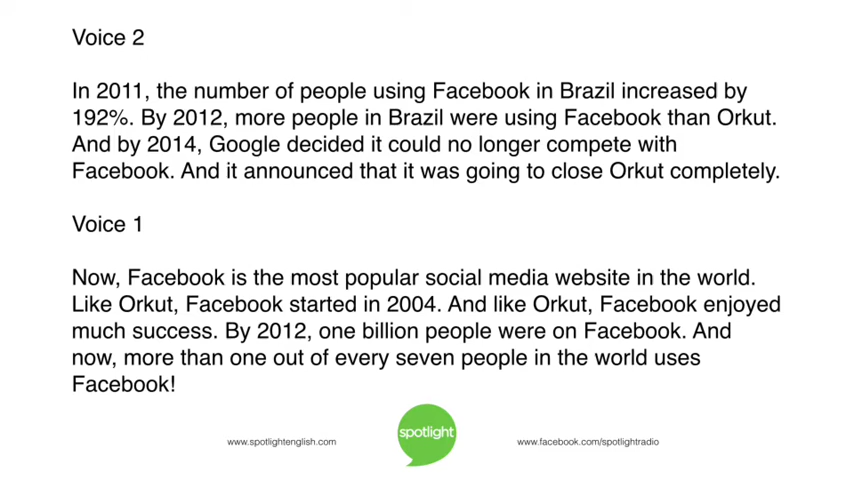 Voice 2
In 2011, the number of people using Facebook in Brazil increased by
192%. By 2012, more people in Brazil were using Facebook than Orkut.
And by 2014, Google decided it could no longer compete with
Facebook. And it announced that it was going to close Orkut completely.
Voice 1
Now, Facebook is the most popular social media website in the world.
Like Orkut, Facebook started in 2004. And like Orkut, Facebook enjoyed
much success. By 2012, one billion people were on Facebook. And
now, more than one out of every seven people in the world uses
Facebook!
www.spotlightenglish.com
spotlight
www.facebook.com/spotlightradio